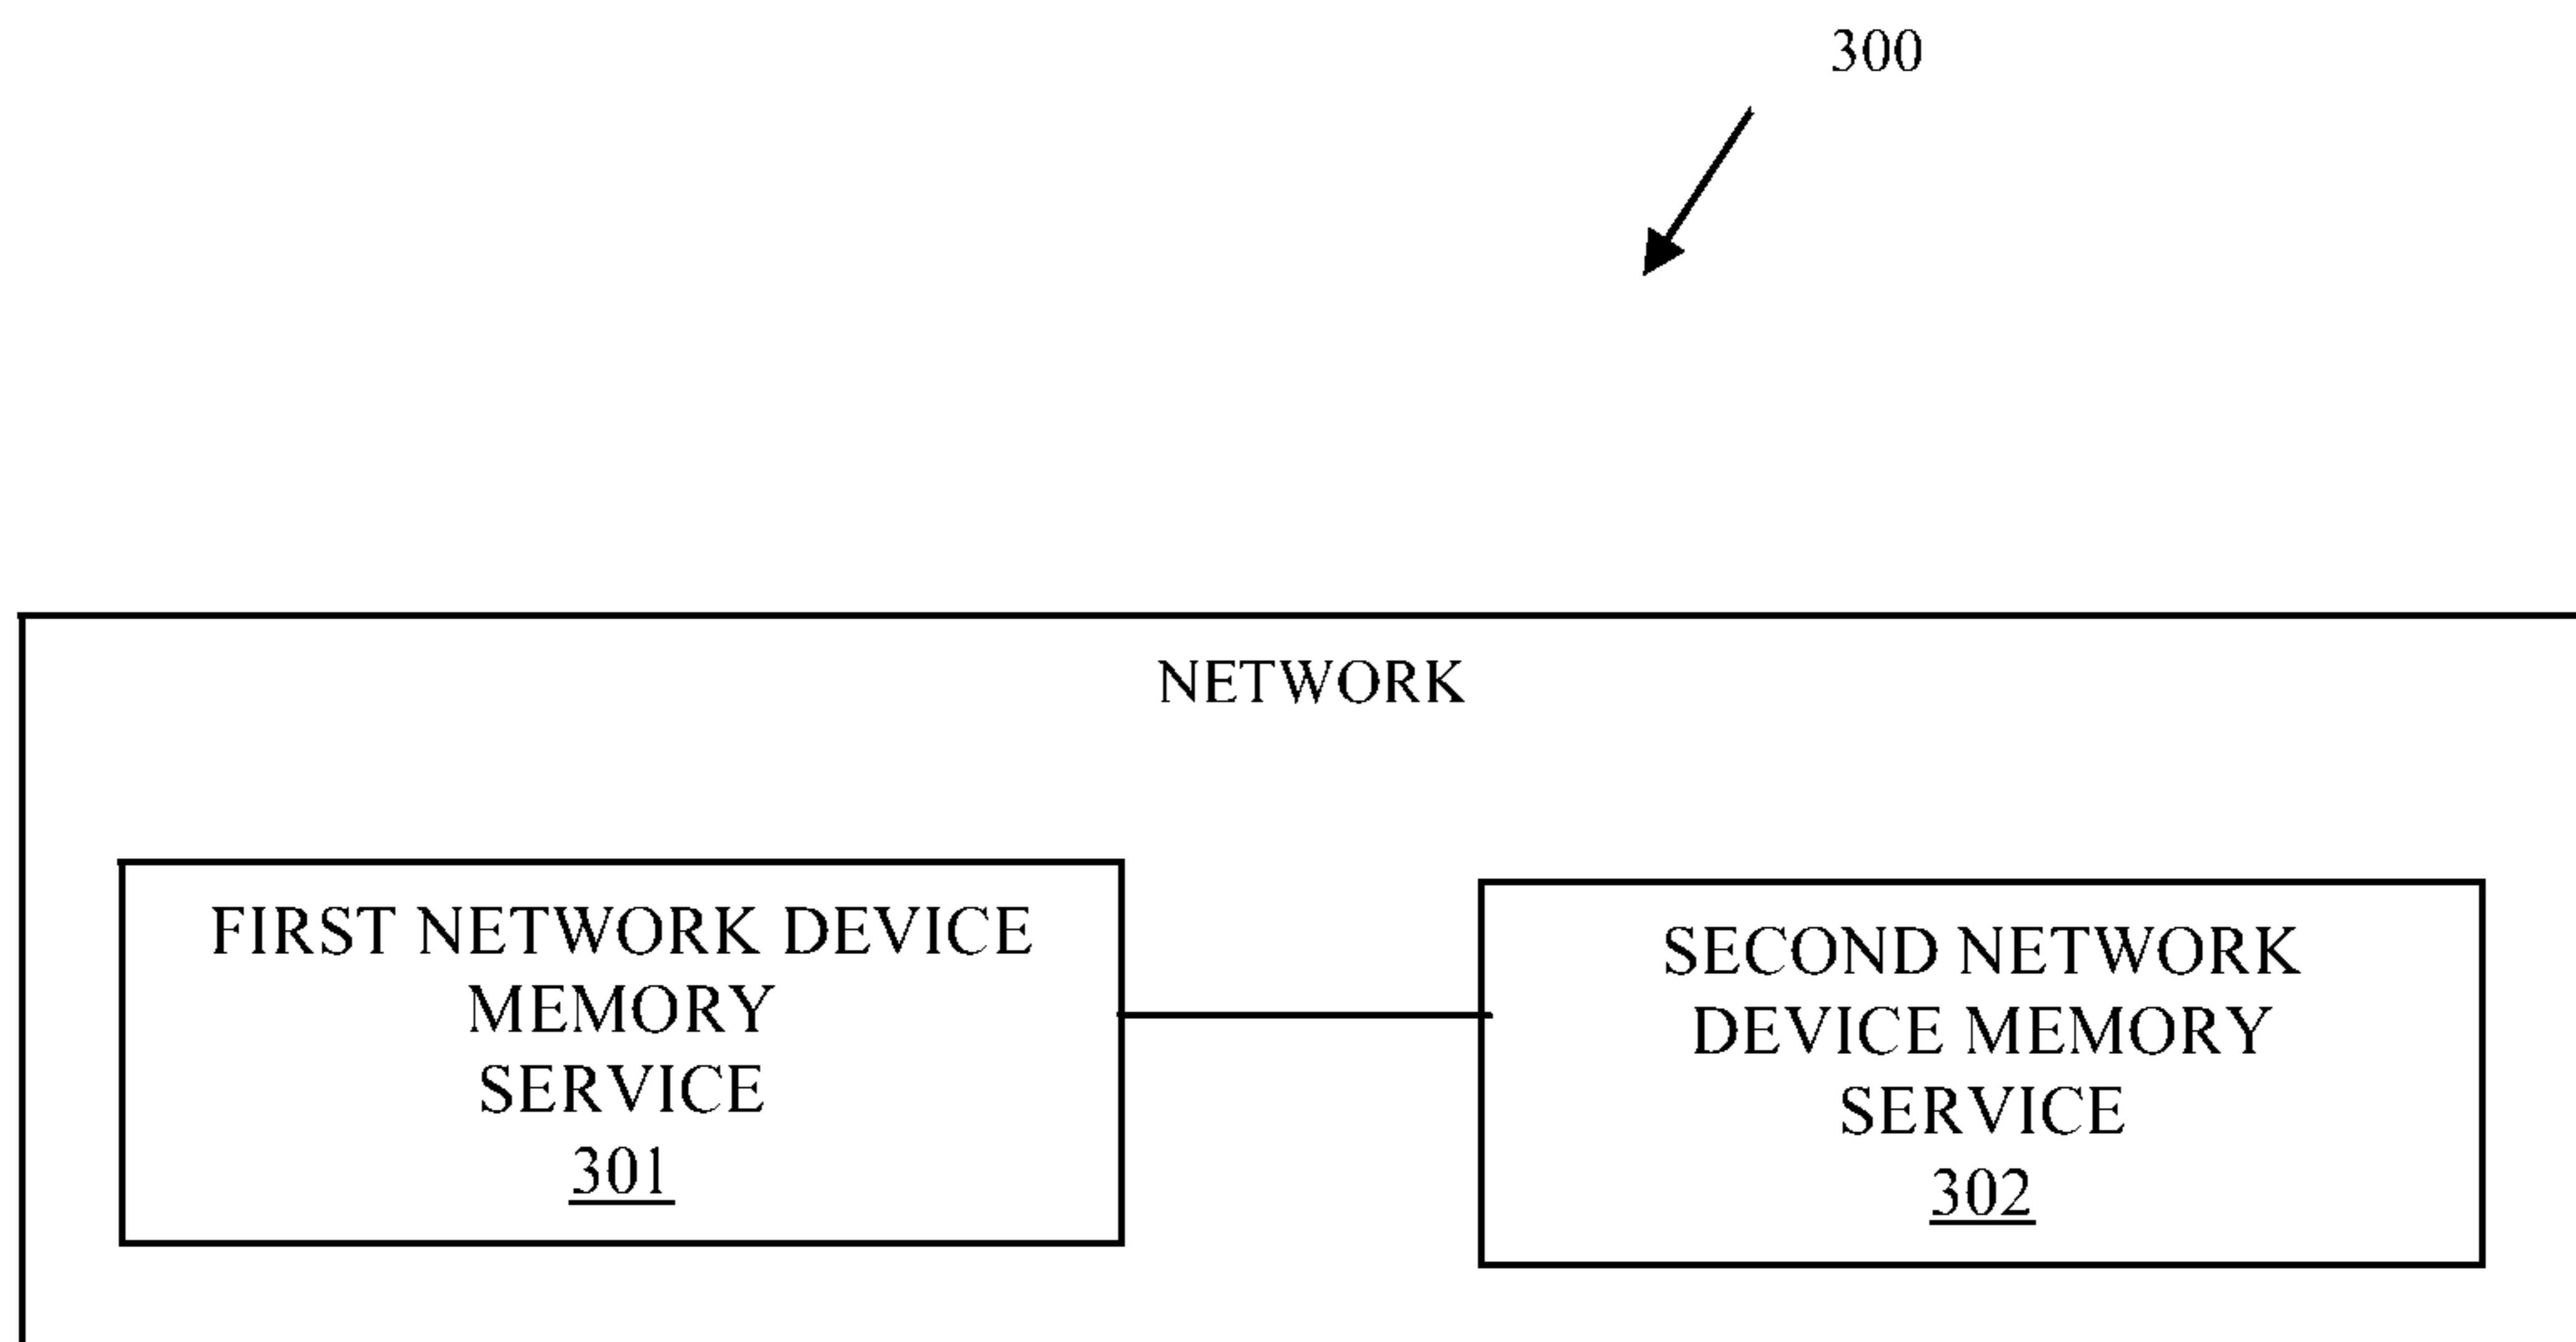 300
NETWORK
FIRST NETWORK DEVICE
MEMORY
SERVICE
301
SECOND NETWORK
DEVICE MEMORY
SERVICE
302